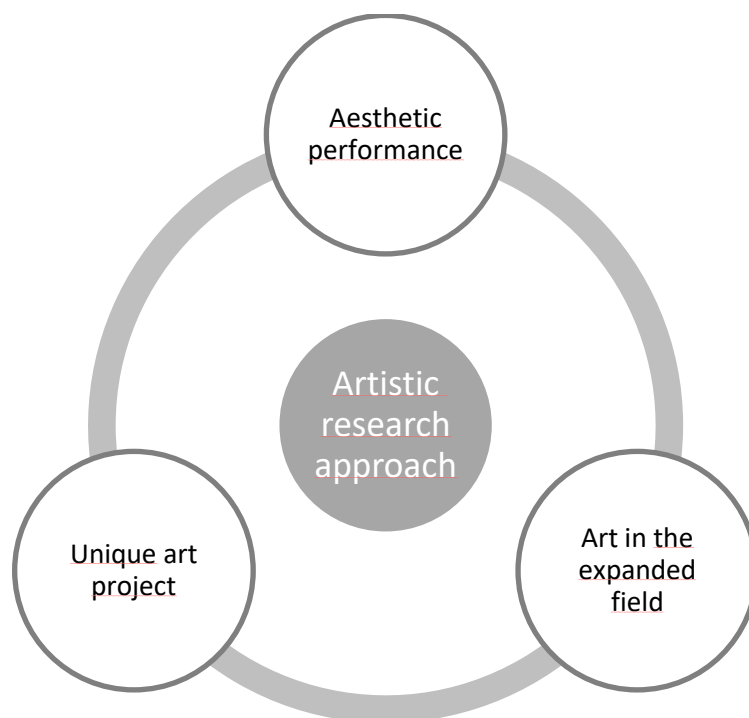 Aesthetic
performance
Artistic
research
approach
Unique art
project
Art in the
expanded
field